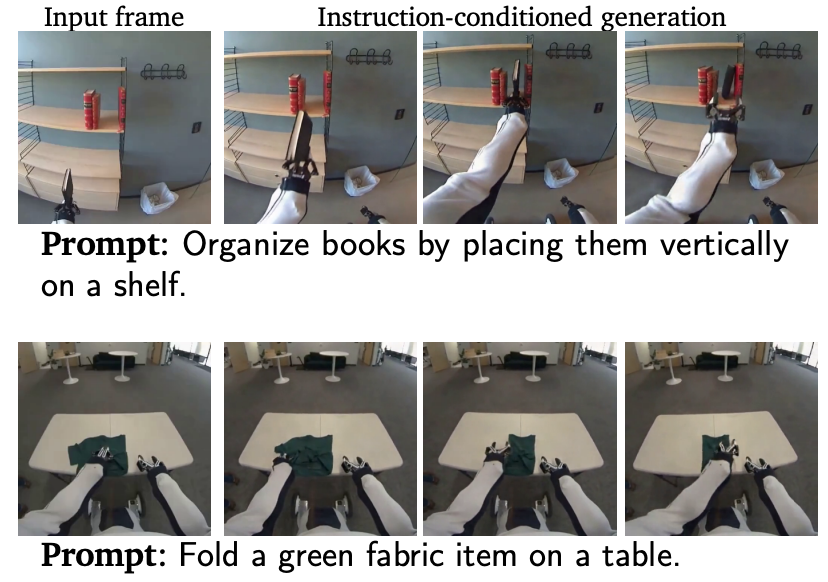 Input frame
Instruction-conditioned generation
Prompt: Organize books by placing them vertically
on a shelf.
Prompt: Fold a green fabric item on a table.